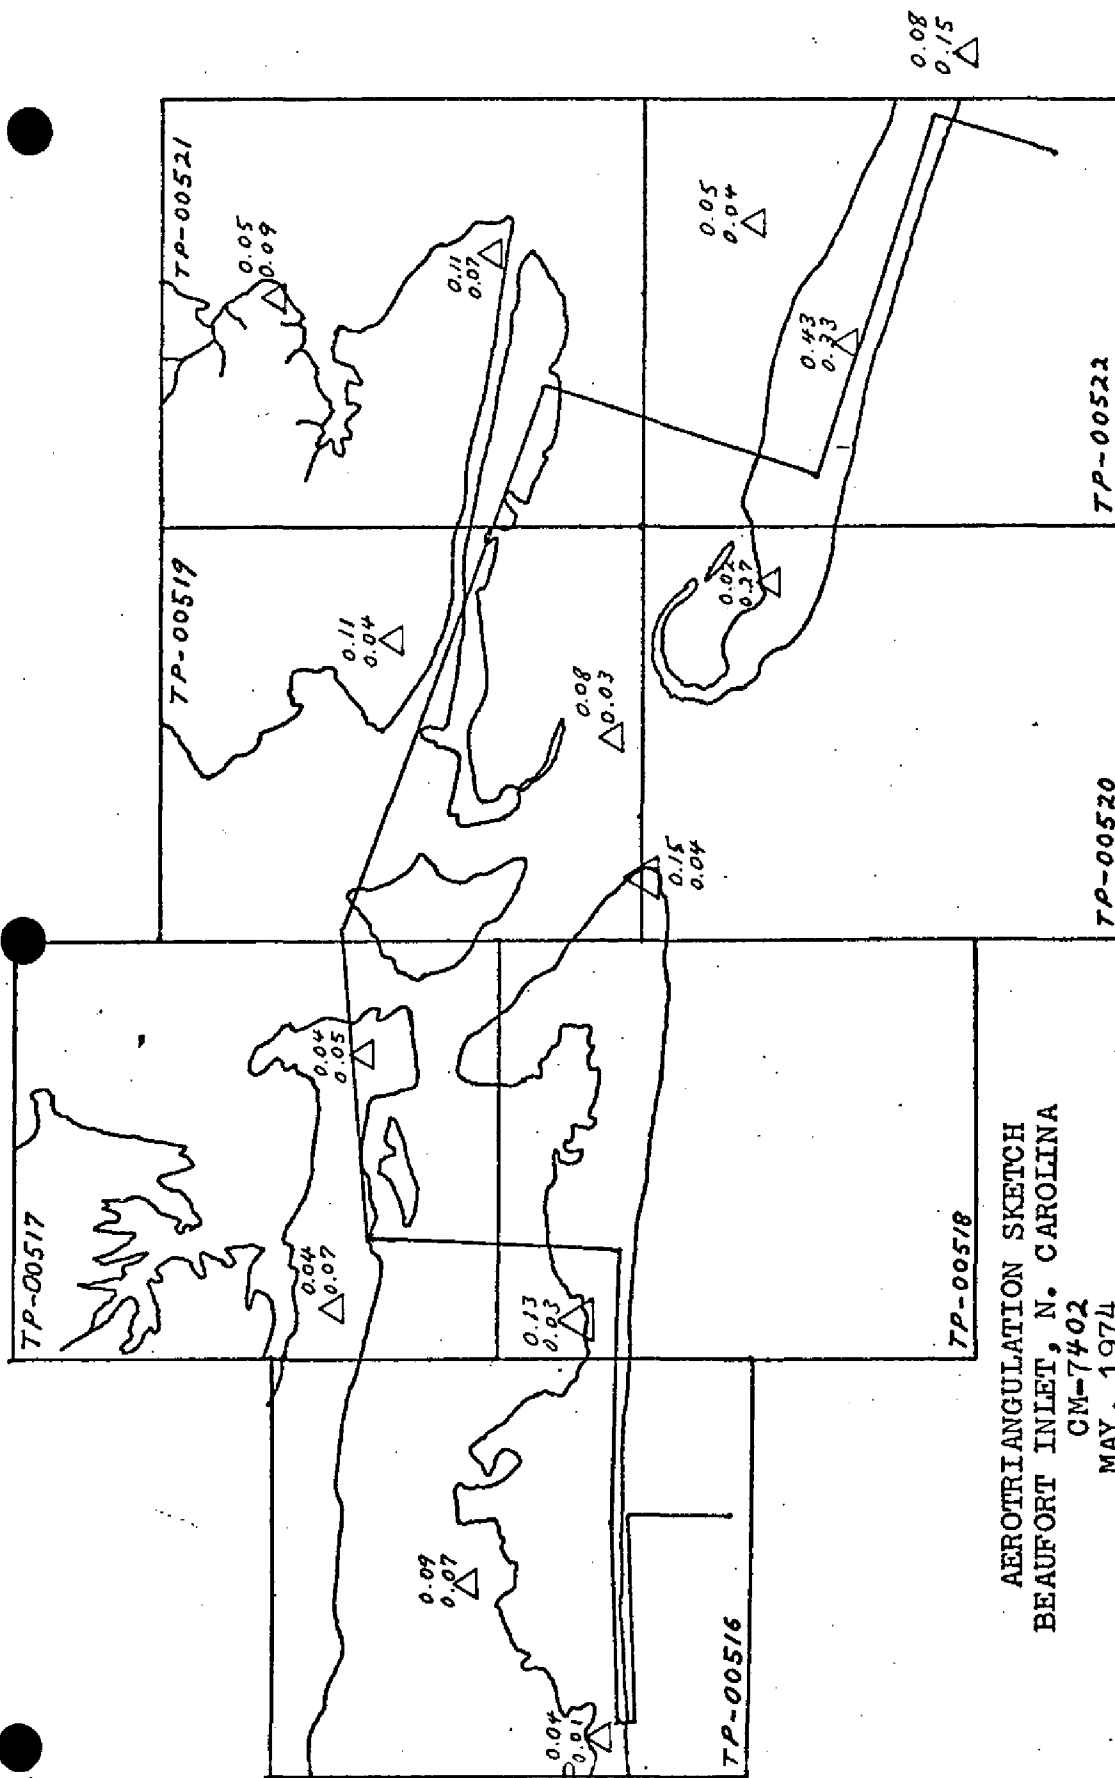 TP-00517
TP-00519
TP-00521
0.05
0.09
0.11
0.07
0.11
0.04
0.08
0.03
0.04
0.05
0.04
0.07
0.13
0.03
0.09
0.07
0.04
0.01
0.15
0.04
0.02
0.27
0.43
0.33
0.05
0.04
0.08
0.15
TP-00516
TP-00518
TP-00520
TP-00522
AEROTRIANGULATION SKETCH
BEAUFORT INLET, N. CAROLINA
CM-7402
MAY, 1974